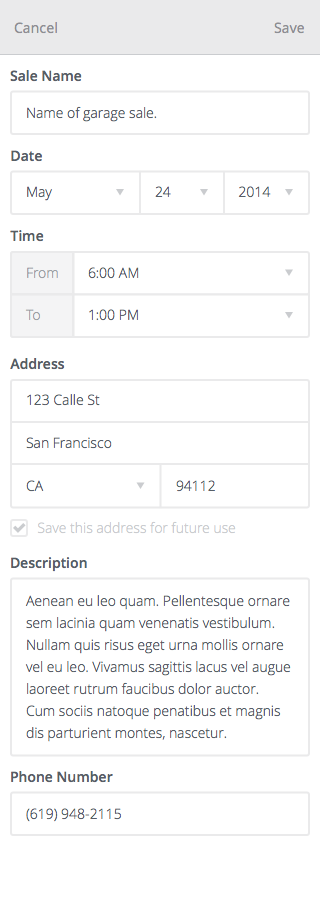 Cancel Save
Sale Name
Name of garage sale.
Date
May 24 2014
Time
From 6:00 AM
To 1:00 PM
Address
123 Calle St
San Francisco
CA 94112
Save this address for future use
Description
Aenean eu leo quam. Pellentesque ornare
sem lacinia quam venenatis vestibulum.
Nullam quis risus eget urna mollis ornare
vel eu leo. Vivamus sagittis lacus vel augue
laoreet rutrum faucibus dolor auctor.
Cum sociis natoque penatibus et magnis
dis parturient montes, nascetur.
Phone Number
(619) 948-2115